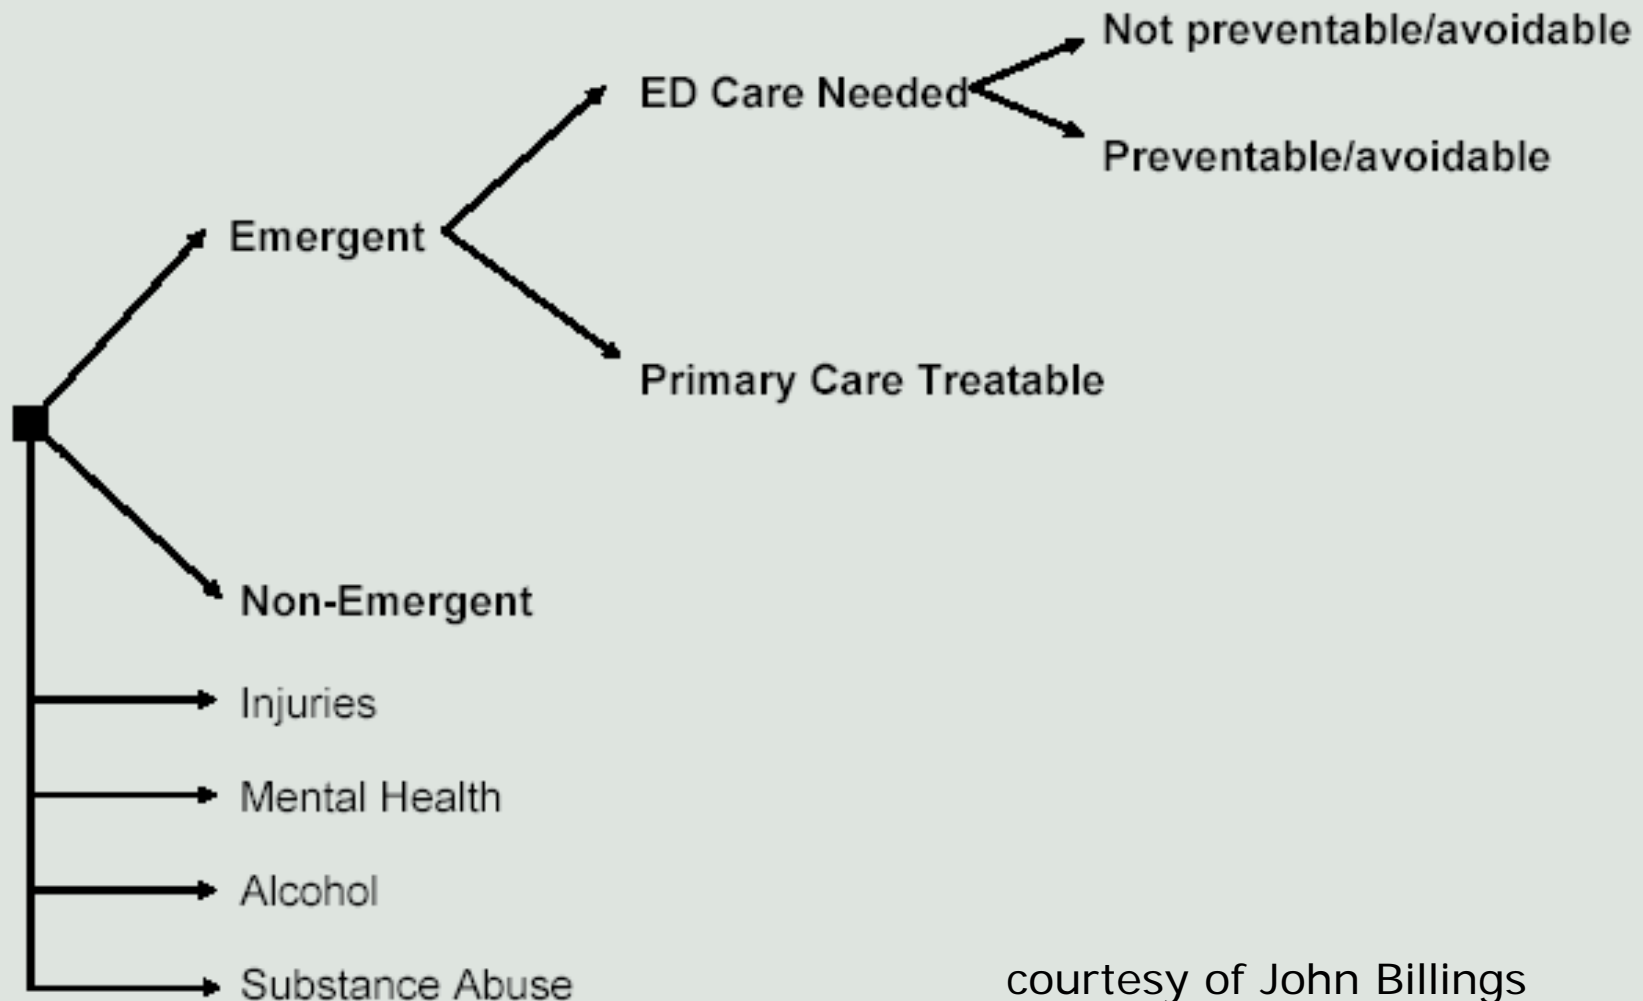 Not preventable/avoidable
ED Care Needed
Preventable/avoidable
Emergent
Primary Care Treatable
Non-Emergent
Injuries
Mental Health
Alcohol
Substance Abuse
courtesy of John Billings